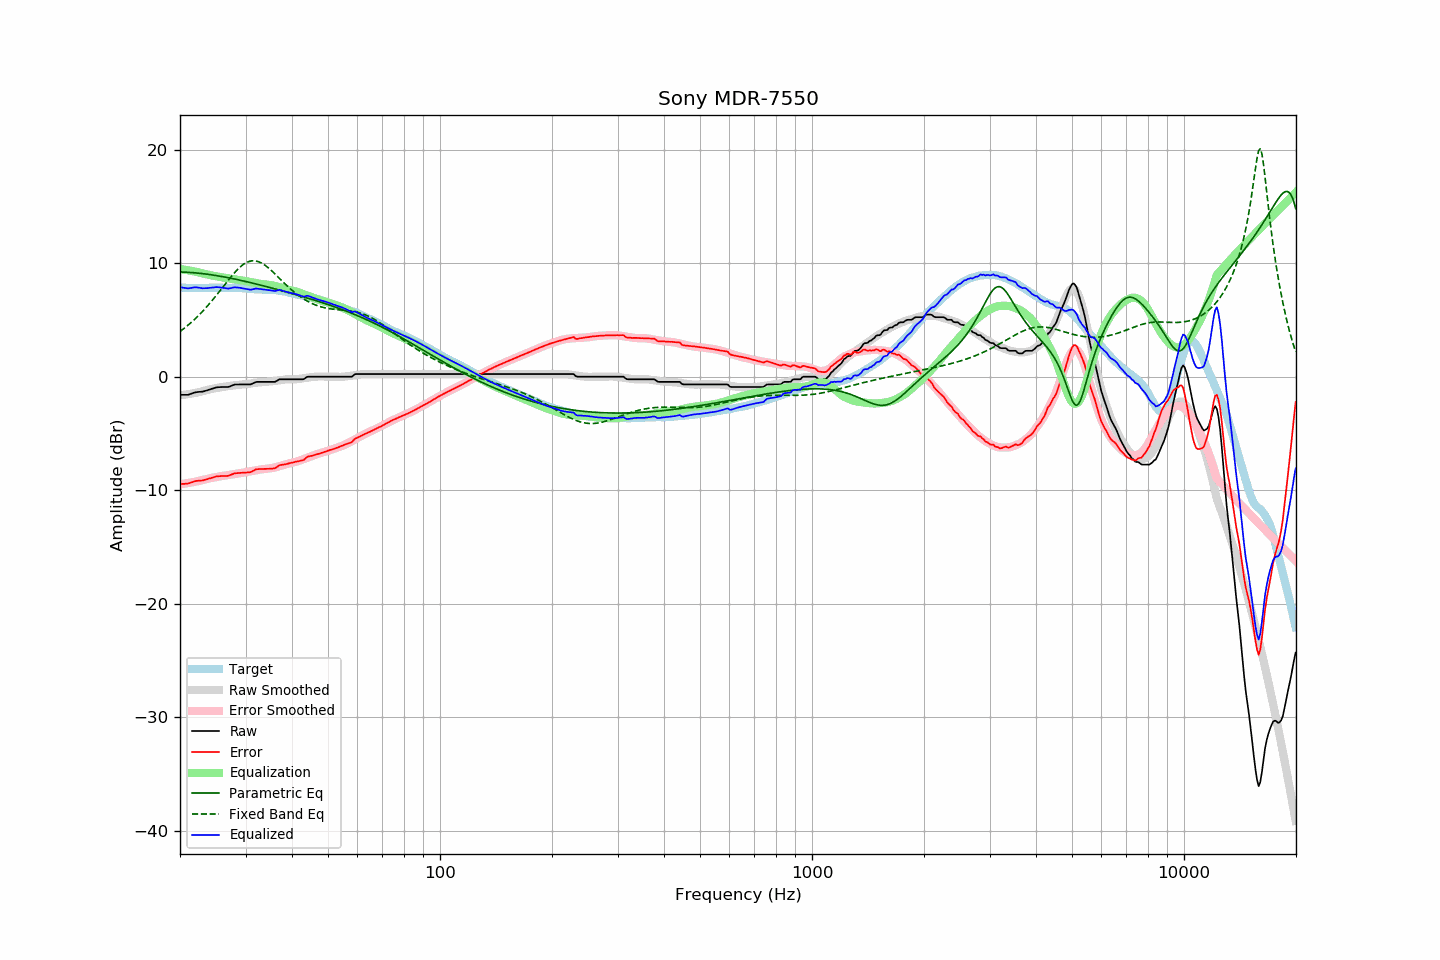 Sony MDR-7550
20
10
0
−10
−20
−30
−40
Amplitude (dBr)
Target
Raw Smoothed
Error Smoothed
Raw
Error
Equalization
Parametric Eq
Fixed Band Eq
Equalized
100
1000
10000
Frequency (Hz)